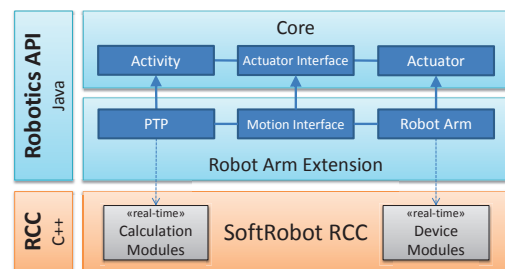 Robotics API
Java
Core
Activity
Actuator Interface
Actuator
PTP
Motion Interface
Robot Arm
Robot Arm Extension
RCC
C++
«real-time»
Calculation
Modules
SoftRobot RCC
«real-time»
Device
Modules